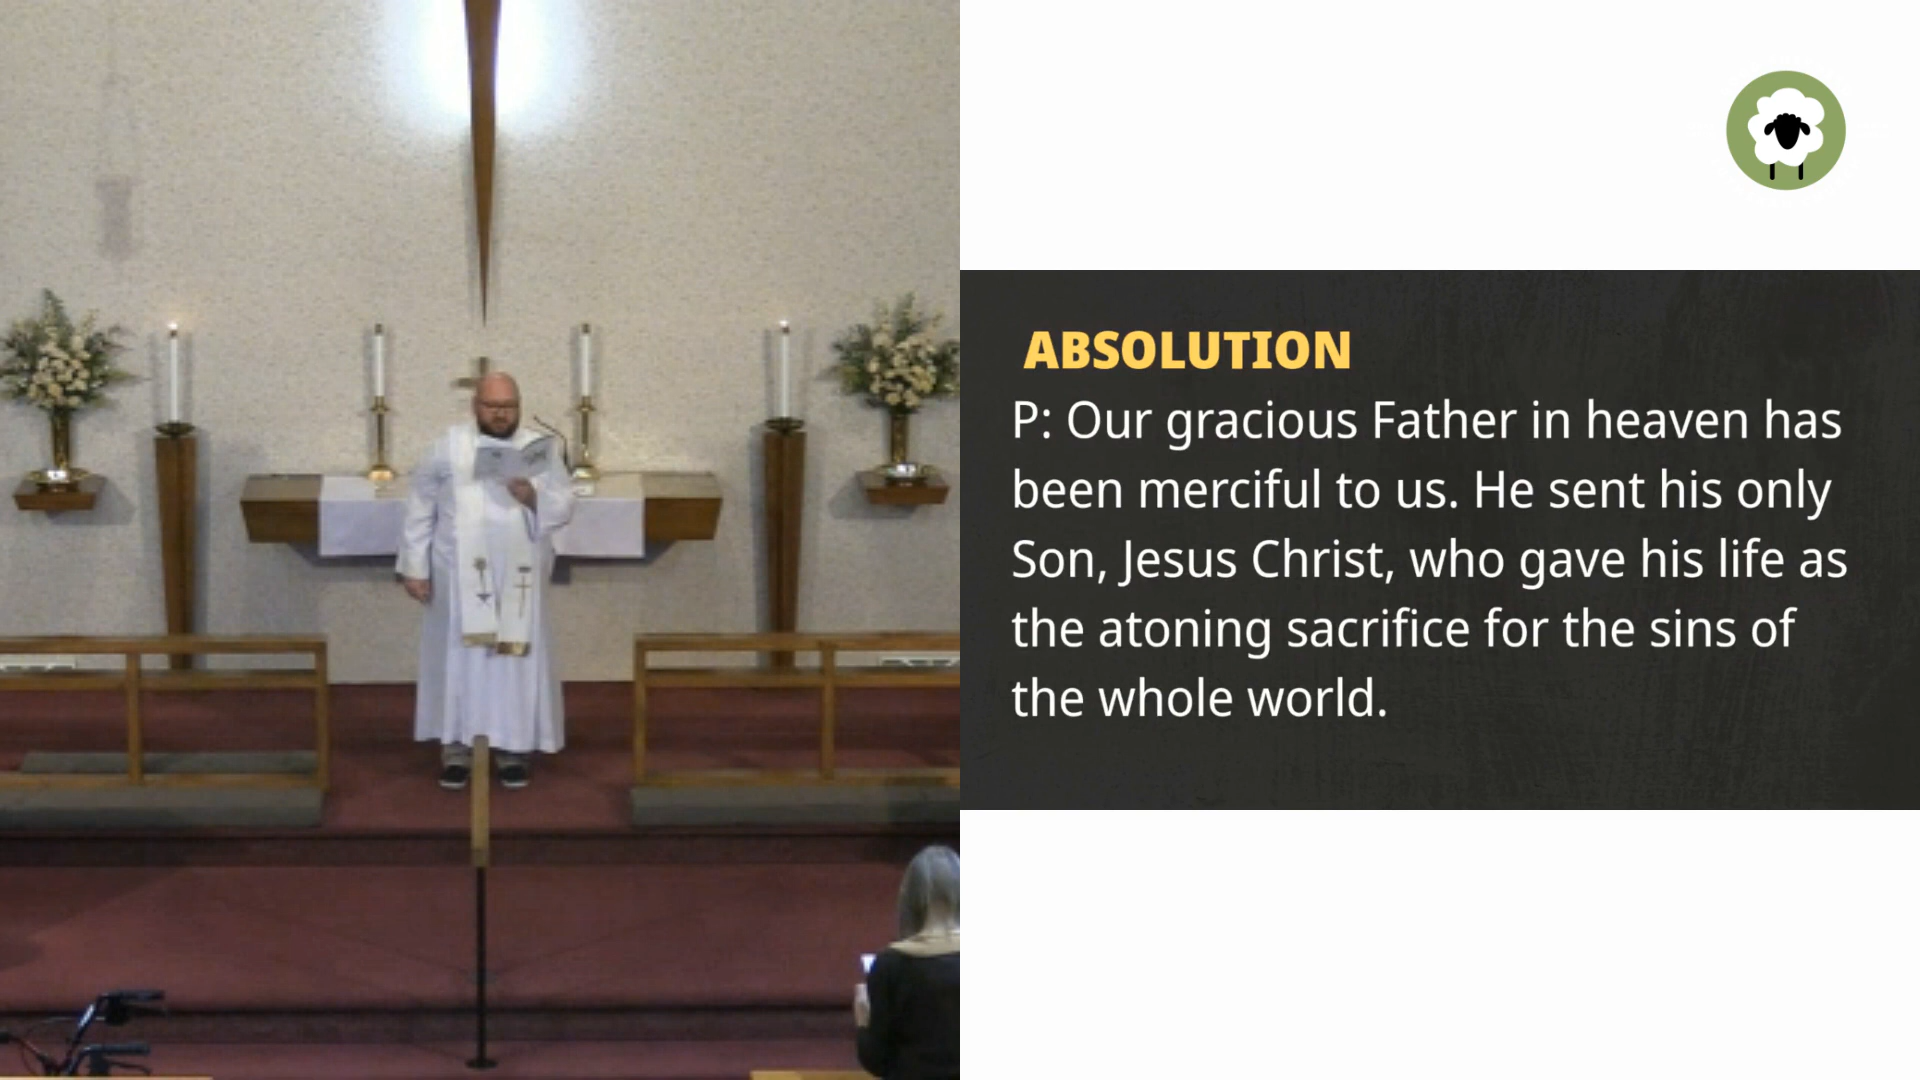 ABSOLUTION
P: Our gracious Father in heaven has
been merciful to us. He sent his only
Son, Jesus Christ, who gave his life as
the atoning sacrifice for the sins of
the whole world.